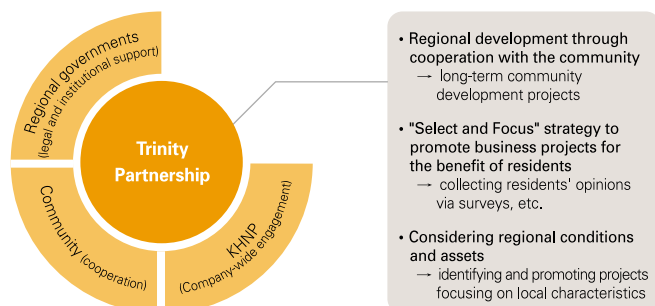 Regional governments
(legal and institutional support)
Trinity
Partnership
Community (cooperation)
KHNP
(Company-wide engagement)
• Regional development through
cooperation with the community
→ long-term community
development projects
• "Select and Focus" strategy to
promote business projects for
the benefit of residents
→ collecting residents' opinions
via surveys, etc.
• Considering regional conditions
and assets
→ identifying and promoting projects
focusing on local characteristics